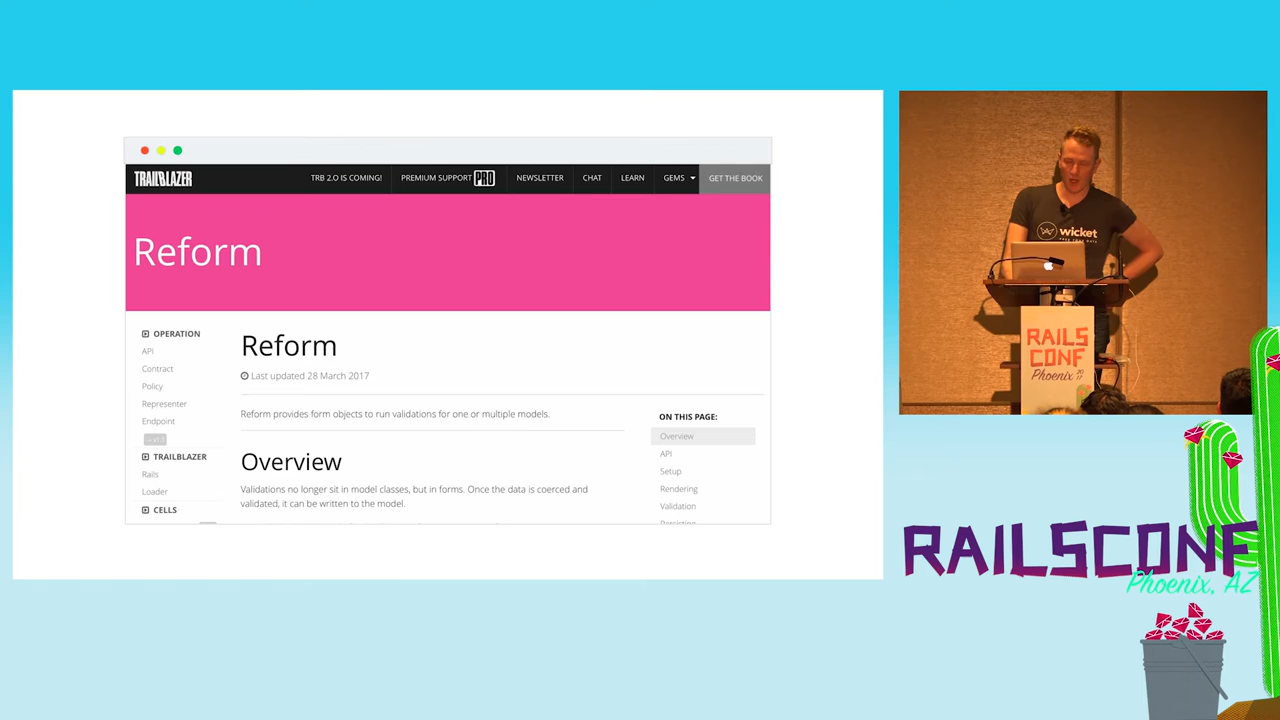 TRAILBLAZER
TRB 2.0 IS COMING!
PREMIUM SUPPORT PRO
NEWSLETTER
CHAT
LEARN
GEMS
GET THE BOOK
Reform
OPERATION
API
Contract
Policy
Representer
Endpoint
TRAILBLAZER
Rails
Loader
CELLS
Reform
Last updated 28 March 2017
Reform provides form objects to run validations for one or multiple models.
Overview
Validations no longer sit in model classes, but in forms. Once the data is coerced and
validated, it can be written to the model.
ON THIS PAGE:
Overview
API
Setup
Rendering
Validation
Persisting
wicket
RAILS
CONF
Phoenix 2017
RAILSCONF
Phoenix, AZ